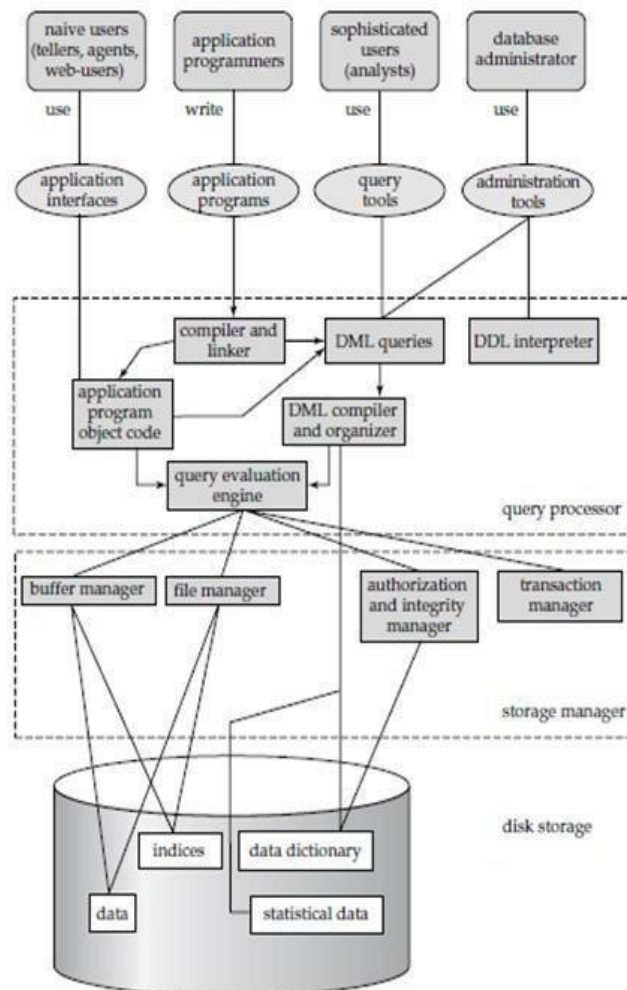 naive users
(tellers, agents,
web-users)
application
programmers
sophisticated
users
(analysts)
database
administrator
use
write
use
use
application
interfaces
application
programs
query
tools
administration
tools
compiler and
linker
DML queries
DDL interpreter
application
program
object code
DML compiler
and organizer
query evaluation
engine
query processor
buffer manager
file manager
authorization
and integrity
manager
transaction
manager
storage manager
disk storage
indices
data dictionary
data
statistical data